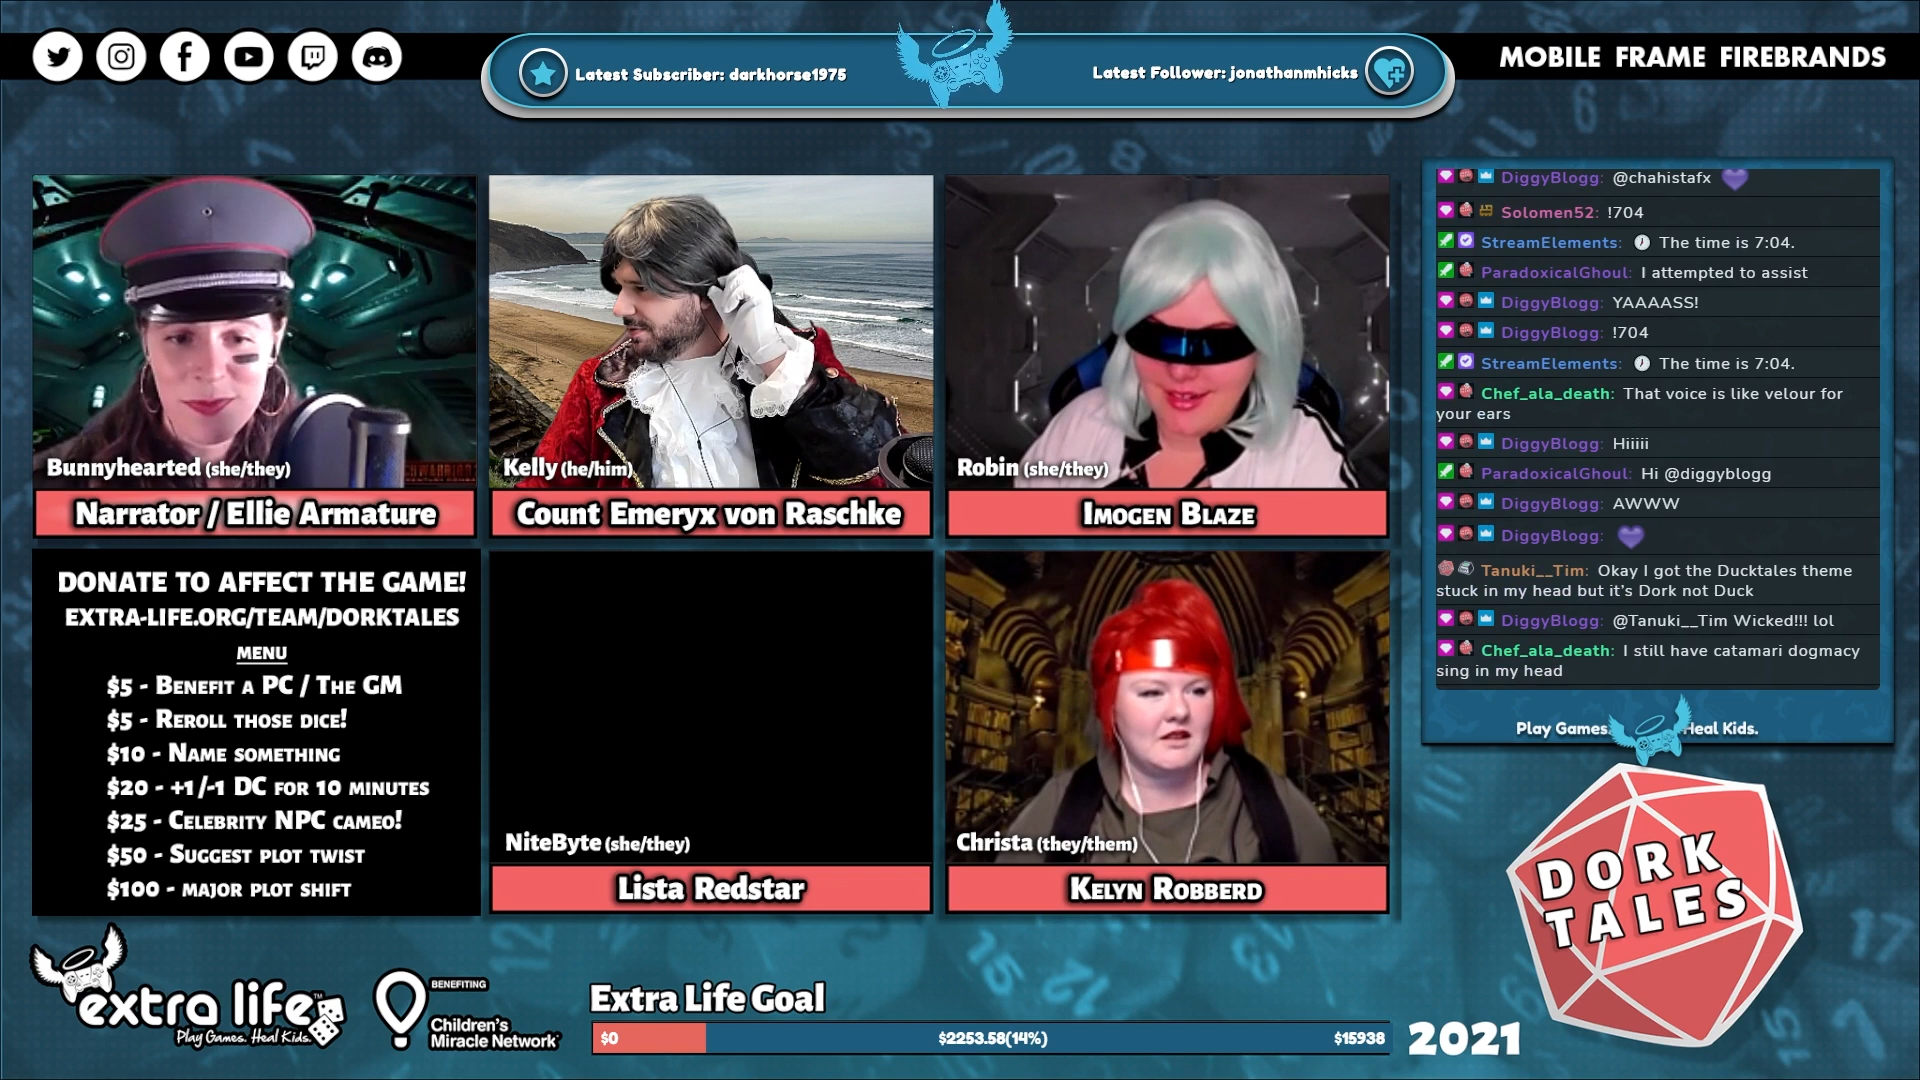 Latest Subscriber: darkhorse1975
Latest Follower: jonathanmhicks
MOBILE FRAME FIREBRANDS
Bunnyhearted (she/they)
Narrator / Ellie Armature
Kelly (he/him)
Count Emeryx von Raschke
Robin (she/they)
Imogen Blaze
DONATE TO AFFECT THE GAME!
EXTRA-LIFE.ORG/TEAM/DORKTALES
MENU
$5 - Benefit a PC / The GM
$5 - Reroll those dice!
$10 - Name something
$20 - +1/-1 DC for 10 minutes
$25 - Celebrity NPC cameo!
$50 - Suggest plot twist
$100 - major plot shift
NiteByte (she/they)
Lista Redstar
Christa (they/them)
Kelyn Robberd
DiggyBlogg: @chahistafx
Solomen52: !704
StreamElements: The time is 7:04.
ParadoxicalGhoul: I attempted to assist
DiggyBlogg: YAAAASS!
DiggyBlogg: !704
StreamElements: The time is 7:04.
Chef_ala_death: That voice is like velour for
your ears
DiggyBlogg: Hiiiii
ParadoxicalGhoul: Hi @diggyblogg
DiggyBlogg: AWWW
DiggyBlogg:
Tanuki__Tim: Okay I got the Ducktales theme
stuck in my head but it's Dork not Duck
DiggyBlogg: @Tanuki__Tim Wicked!!! lol
Chef_ala_death: I still have catamari dogmacy
sing in my head
Play Games. Heal Kids.
DORK
TALES
extra life™
Play Games. Heal Kids.
BENEFITING
Children's
Miracle Network
Extra Life Goal
$0 $2253.58(14%) $15938
2021